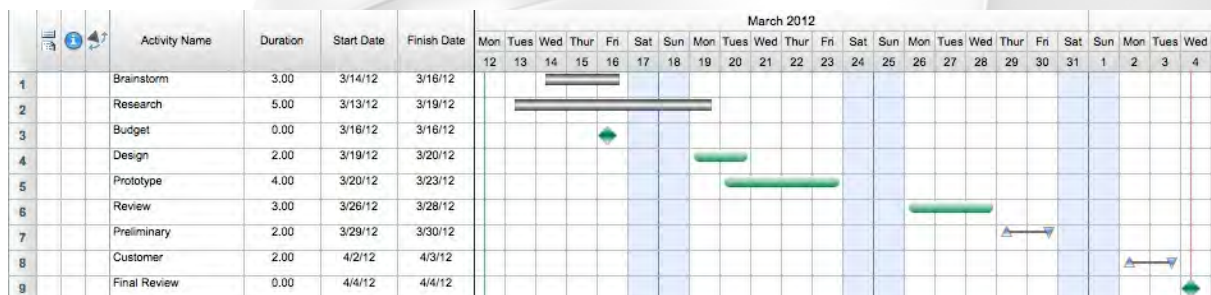 March 2012
Activity Name Duration Start Date Finish Date Mon Tues Wed Thur Fri Sat Sun Mon Tues Wed Thur Fri Sat Sun Mon Tues Wed Thur Fri Sat Sun Mon Tues Wed
12 13 14 15 16 17 18 19 20 21 22 23 24 25 26 27 28 29 30 31 1 2 3 4
1 Brainstorm 3.00 3/14/12 3/16/12
2 Research 5.00 3/13/12 3/19/12
3 Budget 0.00 3/16/12 3/16/12
4 Design 2.00 3/19/12 3/20/12
5 Prototype 4.00 3/20/12 3/23/12
6 Review 3.00 3/26/12 3/28/12
7 Preliminary 2.00 3/29/12 3/30/12
8 Customer 2.00 4/2/12 4/3/12
9 Final Review 0.00 4/4/12 4/4/12